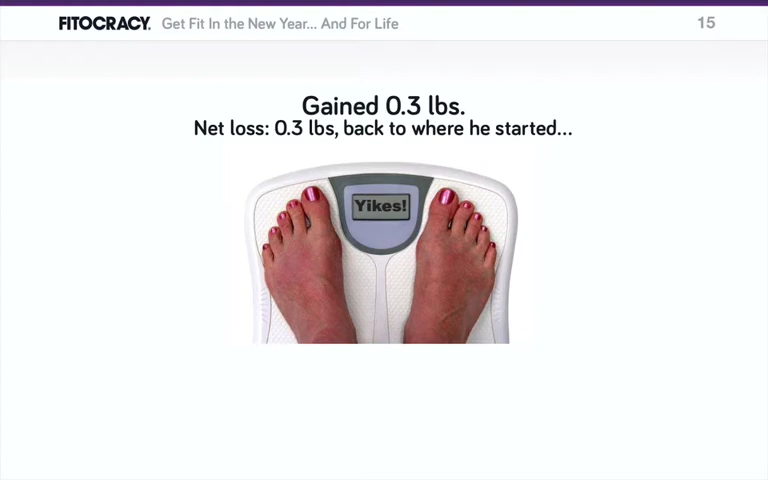 FITOCRACY. Get Fit In the New Year... And For Life 15
Gained 0.3 lbs.
Net loss: 0.3 lbs, back to where he started...
Yikes!